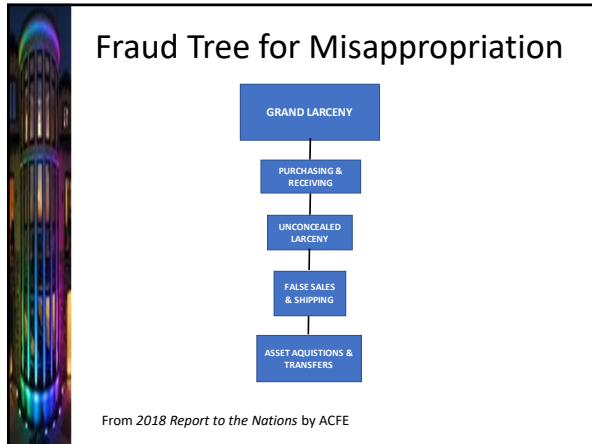 Fraud Tree for Misappropriation
GRAND LARCENY
PURCHASING &
RECEIVING
UNCONCEALED
LARCENY
FALSE SALES
& SHIPPING
ASSET AQUISTIONS &
TRANSFERS
From 2018 Report to the Nations by ACFE